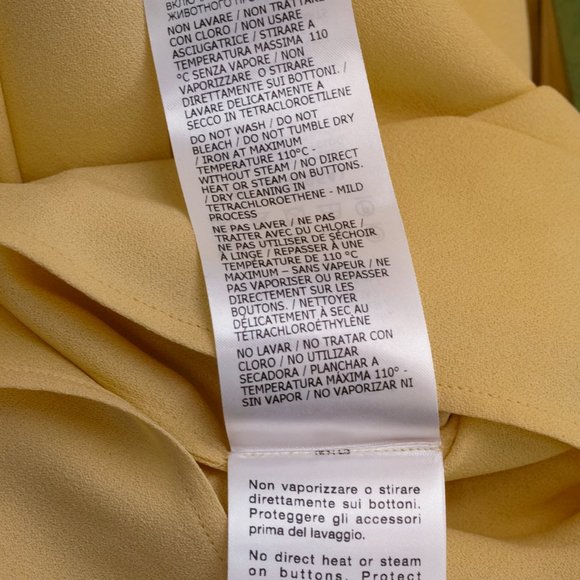 ЖИВОТНОГО
NON LAVARE / NON TRATTARE
CON CLORO / NON USARE
ASCIUGATRICE / STIRARE A
TEMPERATURA MASSIMA 110
°C SENZA VAPORE / NON
VAPORIZZARE O STIRARE
DIRETTAMENTE SUI BOTTONI. /
LAVARE DELICATAMENTE A
SECCO IN TETRACLOROETILENE
DO NOT WASH / DO NOT
BLEACH / DO NOT TUMBLE DRY
/ IRON AT MAXIMUM
TEMPERATURE 110°C -
WITHOUT STEAM / NO DIRECT
HEAT OR STEAM ON BUTTONS.
/ DRY CLEANING IN
TETRACHLOROETHENE - MILD
PROCESS
NE PAS LAVER / NE PAS
TRAITER AVEC DU CHLORE /
NE PAS UTILISER DE SÉCHOIR
À LINGE / REPASSER À UNE
TEMPÉRATURE DE 110 °C
MAXIMUM – SANS VAPEUR / NE
PAS VAPORISER OU REPASSER
DIRECTEMENT SUR LES
BOUTONS. / NETTOYER
DÉLICATEMENT À SEC AU
TÉTRACHLOROÉTHYLÈNE
NO LAVAR / NO TRATAR CON
CLORO / NO UTILIZAR
SECADORA / PLANCHAR A
TEMPERATURA MÁXIMA 110° -
SIN VAPOR / NO VAPORIZAR NI
Non vaporizzare o stirare
direttamente sui bottoni.
Proteggere gli accessori
prima del lavaggio.
No direct heat or steam
on buttons. Protect